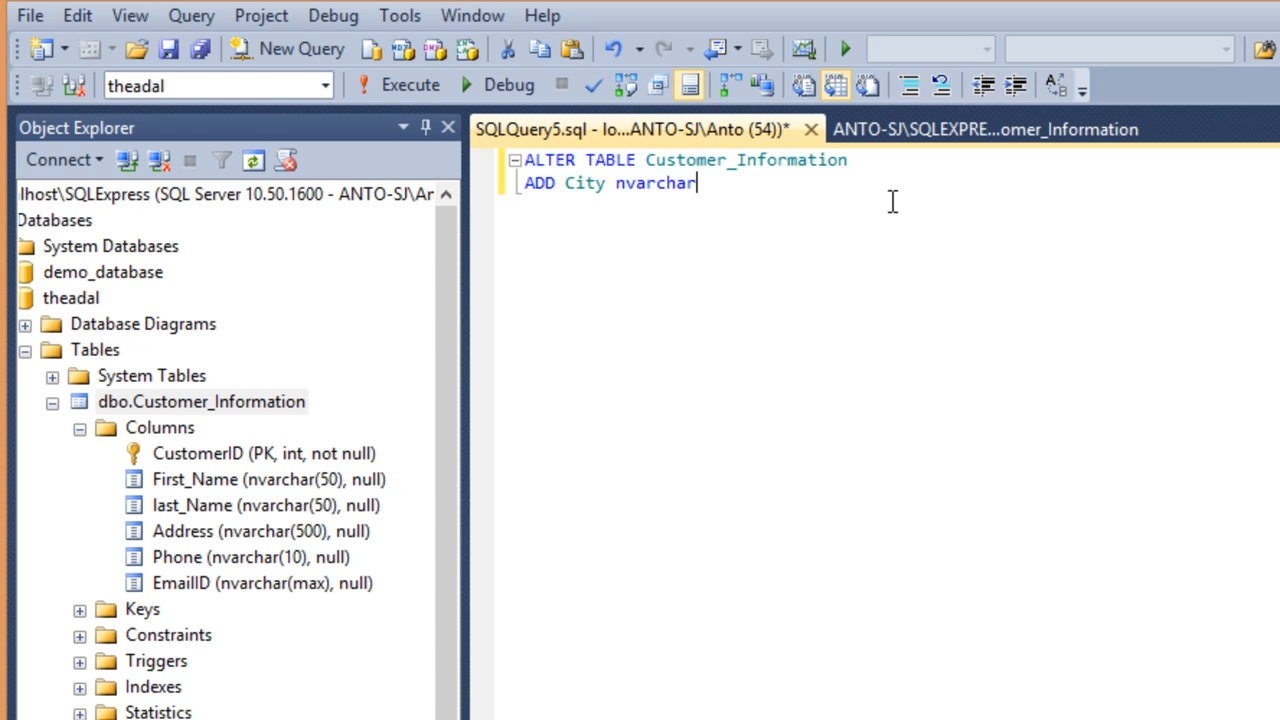 File Edit View Query Project Debug Tools Window Help
New Query
theadal Execute Debug
Object Explorer
SQLQuery5.sql - lo...ANTO-SJ\Anto (54))*
ANTO-SJ\SQLEXPRE...omer_Information
Connect
lhost\SQLExpress (SQL Server 10.50.1600 - ANTO-SJ\Ar
Databases
System Databases
demo_database
theadal
Database Diagrams
Tables
System Tables
dbo.Customer_Information
Columns
CustomerID (PK, int, not null)
First_Name (nvarchar(50), null)
last_Name (nvarchar(50), null)
Address (nvarchar(500), null)
Phone (nvarchar(10), null)
EmailID (nvarchar(max), null)
Keys
Constraints
Triggers
Indexes
Statistics
ALTER TABLE Customer_Information
ADD City nvarchar